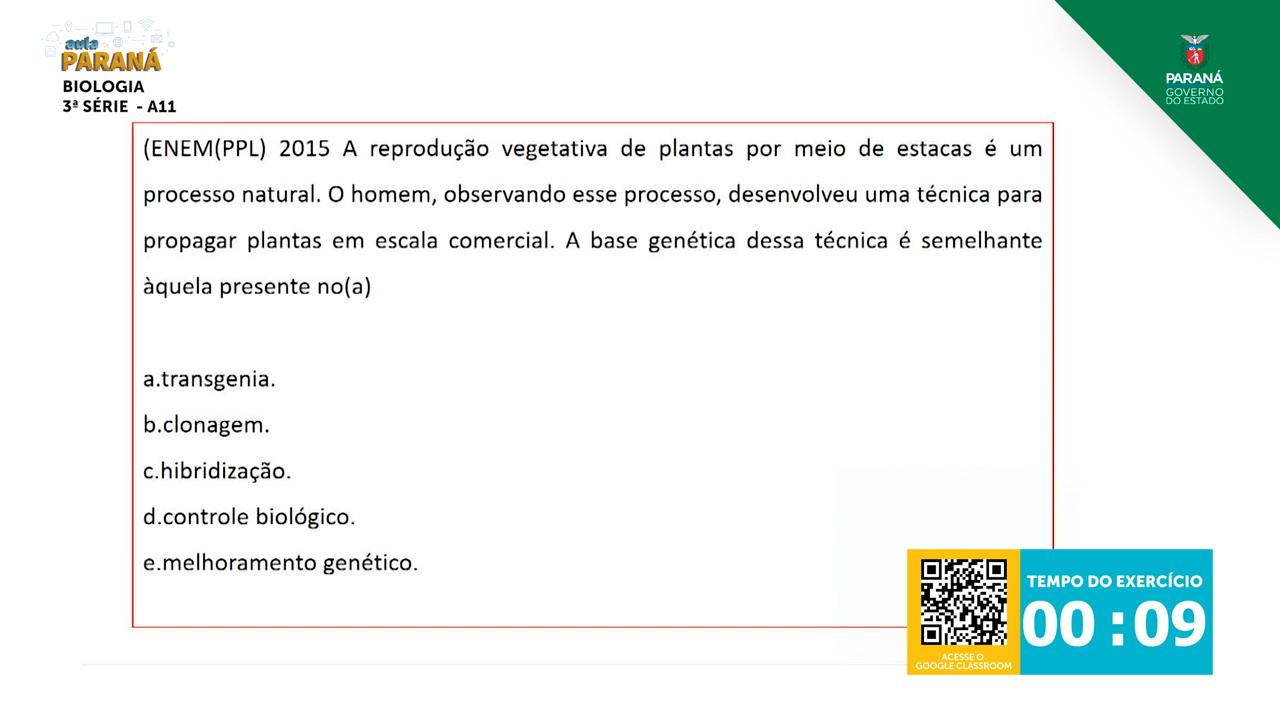 aula
PARANÁ
BIOLOGIA
3ª SÉRIE - A11
PARANÁ
GOVERNO
DO ESTADO
(ENEM(PPL) 2015 A reprodução vegetativa de plantas por meio de estacas é um
processo natural. O homem, observando esse processo, desenvolveu uma técnica para
propagar plantas em escala comercial. A base genética dessa técnica é semelhante
àquela presente no(a)
a.transgenia.
b.clonagem.
c.hibridização.
d.controle biológico.
e.melhoramento genético.
TEMPO DO EXERCÍCIO
00 : 09
ACESSE O
GOOGLE CLASSROOM